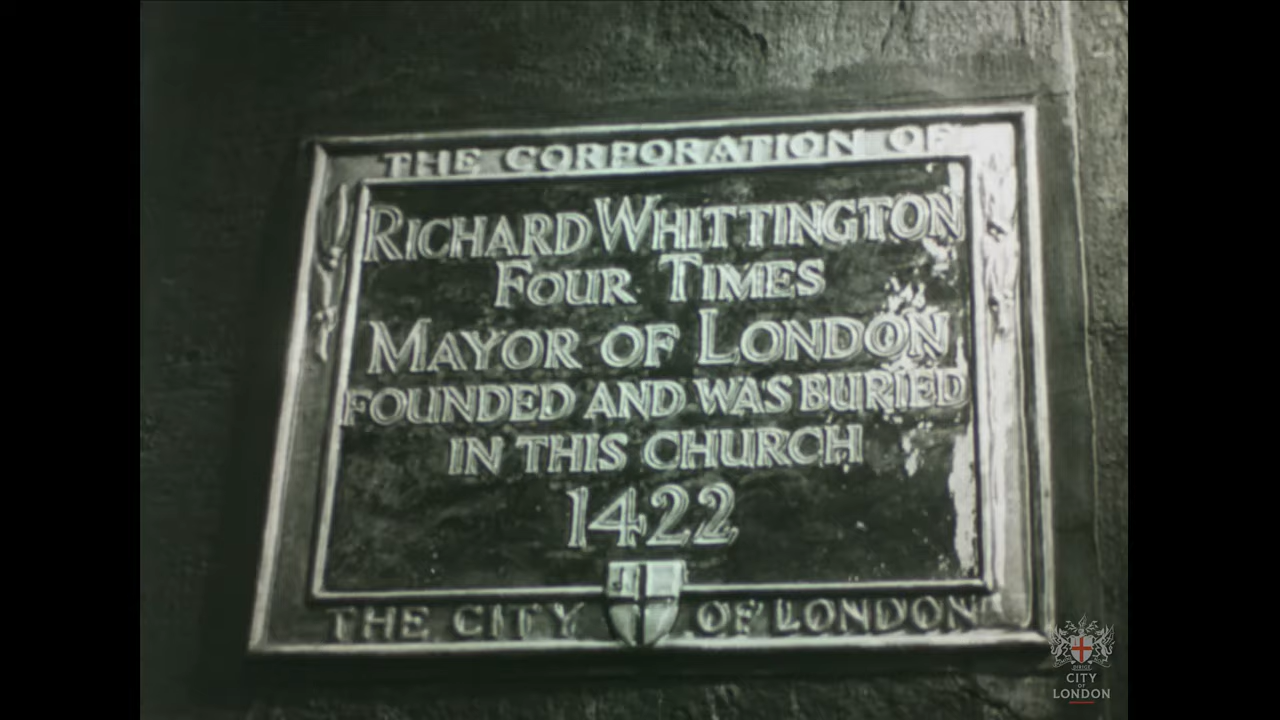 THE CORPORATION OF
RICHARD WHITTINGTON
FOUR TIMES
MAYOR OF LONDON
FOUNDED AND WAS BURIED
IN THIS CHURCH
1422
THE CITY OF LONDON
CITY
OF
LONDON